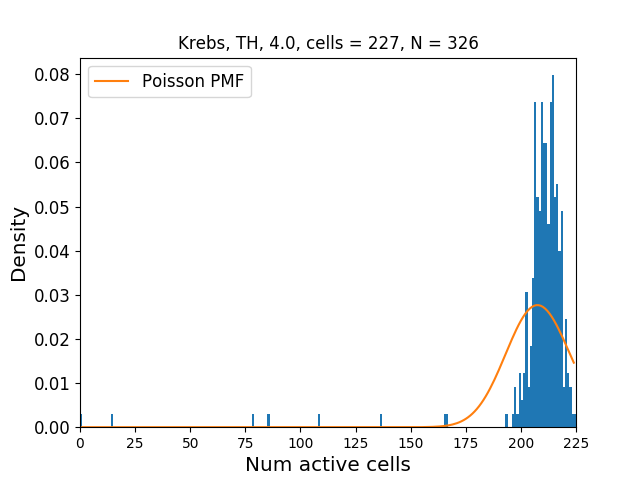 Krebs, TH, 4.0, cells = 227, N = 326
Poisson PMF
Density
0.08
0.07
0.06
0.05
0.04
0.03
0.02
0.01
0.00
0 25 50 75 100 125 150 175 200 225
Num active cells